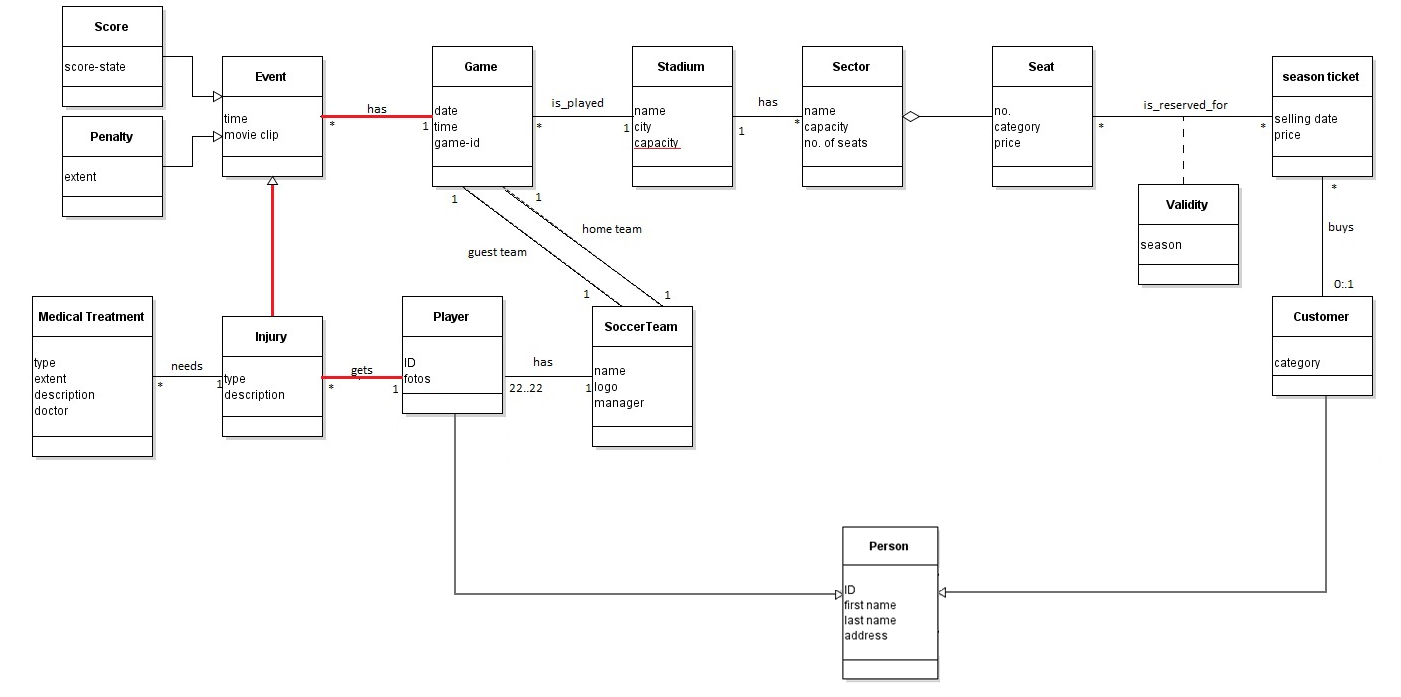 Score
score-state
Penalty
extent
Event
time
movie clip
has
*
1
Game
date
time
game-id
is_played
*
1
Stadium
name
city
capacity
has
1
*
Sector
name
capacity
no. of seats
Seat
no.
category
price
is_reserved_for
*
*
season ticket
selling date
price
Validity
season
*
buys
0:.1
1
1
home team
guest team
1
1
Medical Treatment
type
extent
description
doctor
needs
*
1
Injury
type
description
gets
*
1
Player
ID
fotos
has
22..22
1
SoccerTeam
name
logo
manager
Customer
category
Person
ID
first name
last name
address